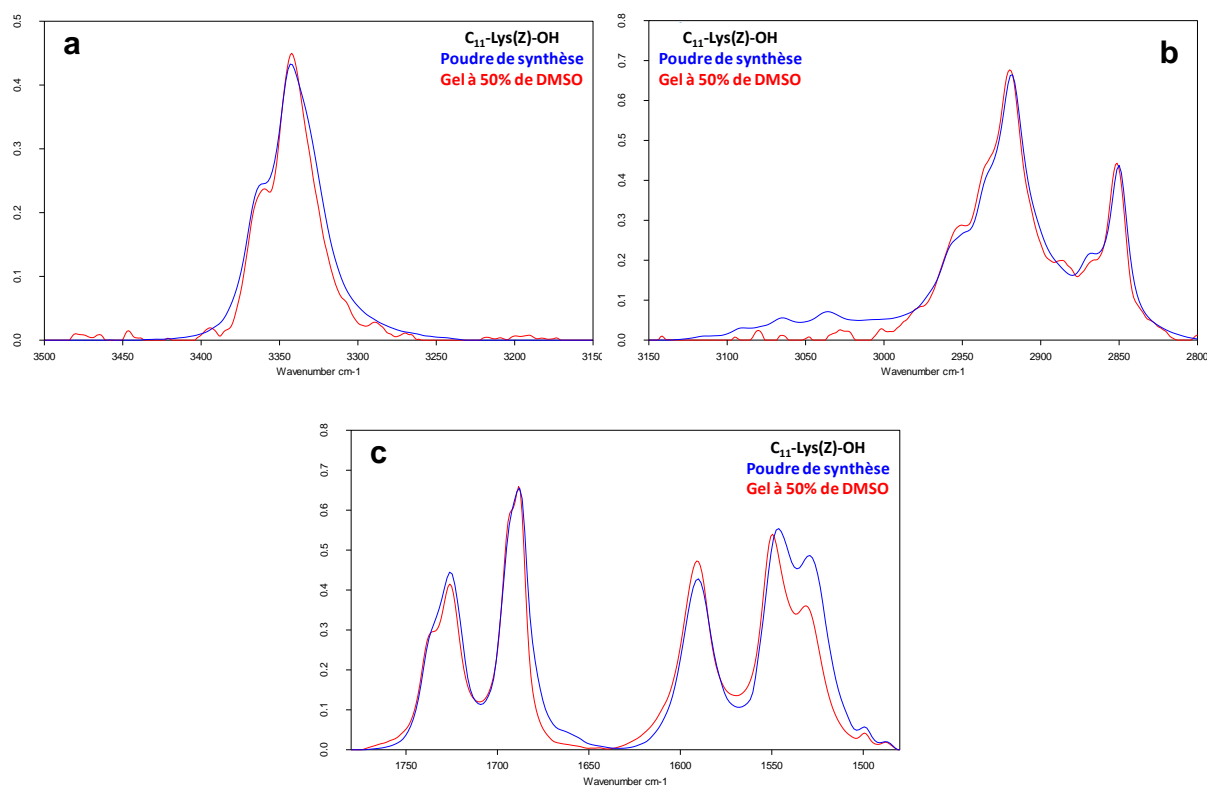 a
C₁₁-Lys(Z)-OH
Poudre de synthèse
Gel à 50% de DMSO
0.5
0.4
0.3
0.2
0.1
0.0
3500 3450 3400 3350 3300 3250 3200 3150
Wavenumber cm-1
b
C₁₁-Lys(Z)-OH
Poudre de synthèse
Gel à 50% de DMSO
0.8
0.7
0.6
0.5
0.4
0.3
0.2
0.1
0.0
3150 3100 3050 3000 2950 2900 2850 2800
Wavenumber cm-1
c
C₁₁-Lys(Z)-OH
Poudre de synthèse
Gel à 50% de DMSO
0.8
0.7
0.6
0.5
0.4
0.3
0.2
0.1
0.0
1750 1700 1650 1600 1550 1500
Wavenumber cm-1